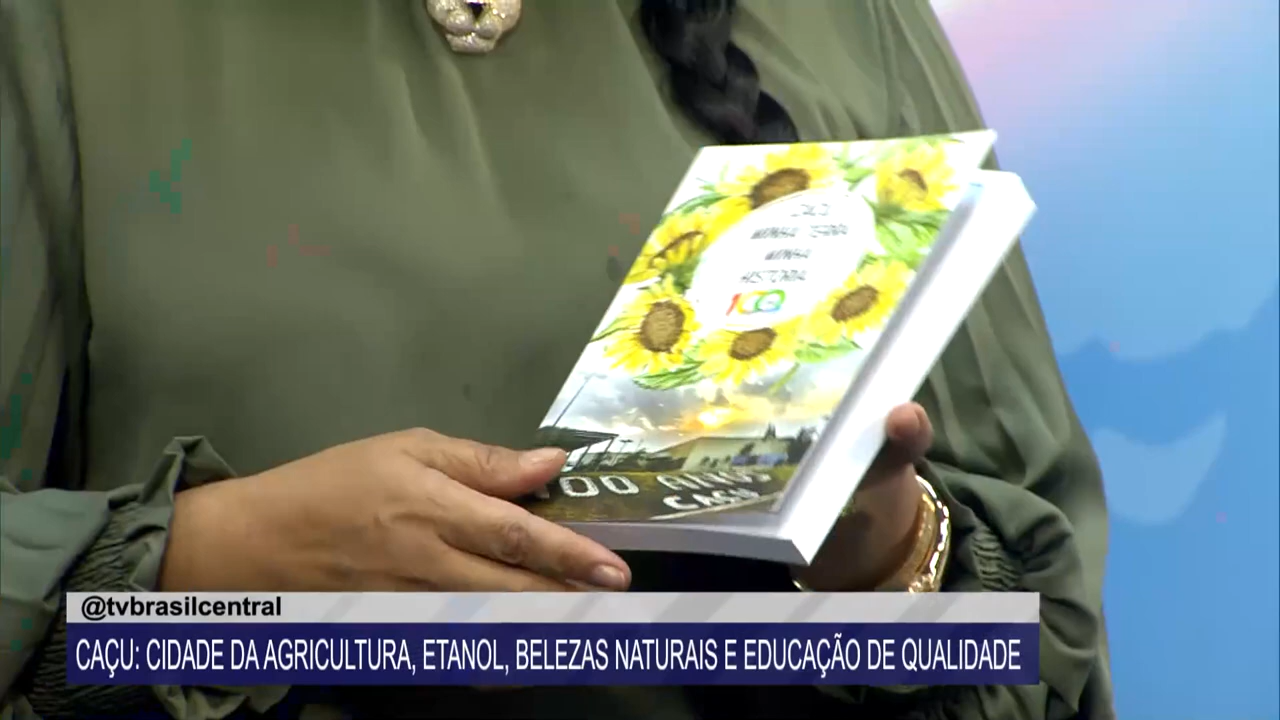 CAÇU
MINHA TERRA
MINHA
HISTÓRIA
100
100 ANOS
CAÇU
@tvbrasilcentral
CAÇU: CIDADE DA AGRICULTURA, ETANOL, BELEZAS NATURAIS E EDUCAÇÃO DE QUALIDADE